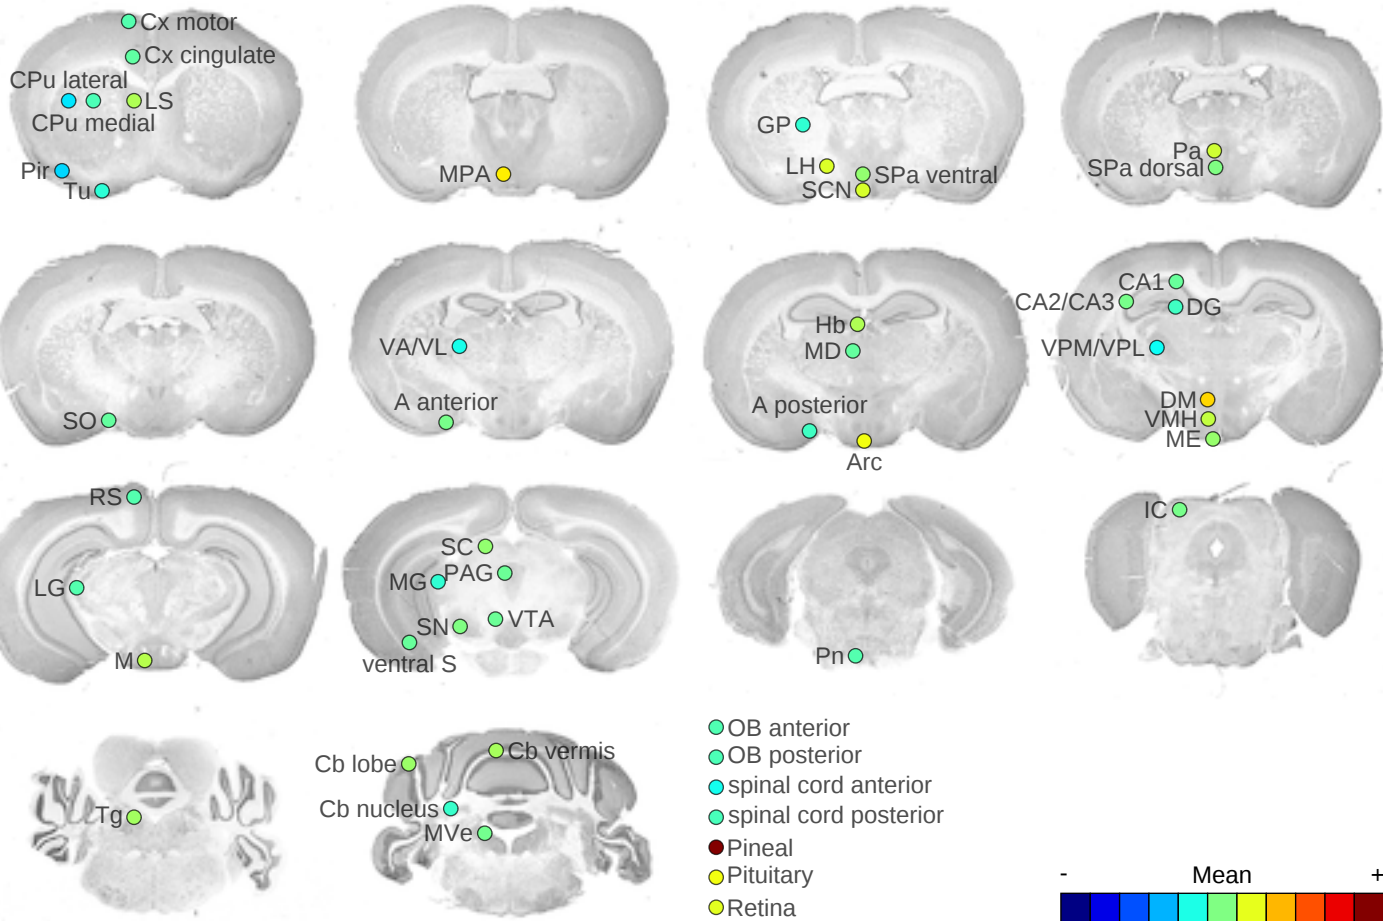 Cx motor
Cx cingulate
CPu lateral
LS
CPu medial
Pir
Tu
MPA
GP
LH
SPa ventral
SCN
Pa
SPa dorsal
SO
VA/VL
A anterior
Hb
MD
A posterior
Arc
CA1
CA2/CA3
DG
VPM/VPL
DM
VMH
ME
RS
LG
M
SC
MG
PAG
SN
VTA
ventral S
Pn
IC
Tg
Cb lobe
Cb vermis
Cb nucleus
MVe
OB anterior
OB posterior
spinal cord anterior
spinal cord posterior
Pineal
Pituitary
Retina
- Mean +